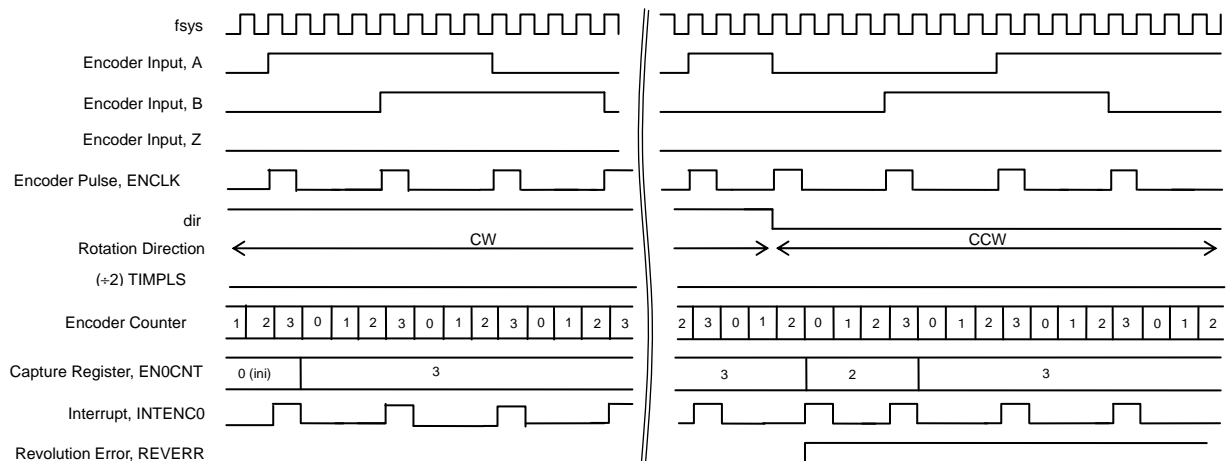 fsys
Encoder Input, A
Encoder Input, B
Encoder Input, Z
Encoder Pulse, ENCLK
dir
Rotation Direction CW CCW
(÷2) TIMPLS
Encoder Counter 1 2 3 0 1 2 3 0 1 2 3 0 1 2 3 2 3 0 1 2 0 1 2 3 0 1 2 3 0 1 2 3 0 1 2
Capture Register, EN0CNT 0 (ini) 3 3 2 3
Interrupt, INTENC0
Revolution Error, REVERR